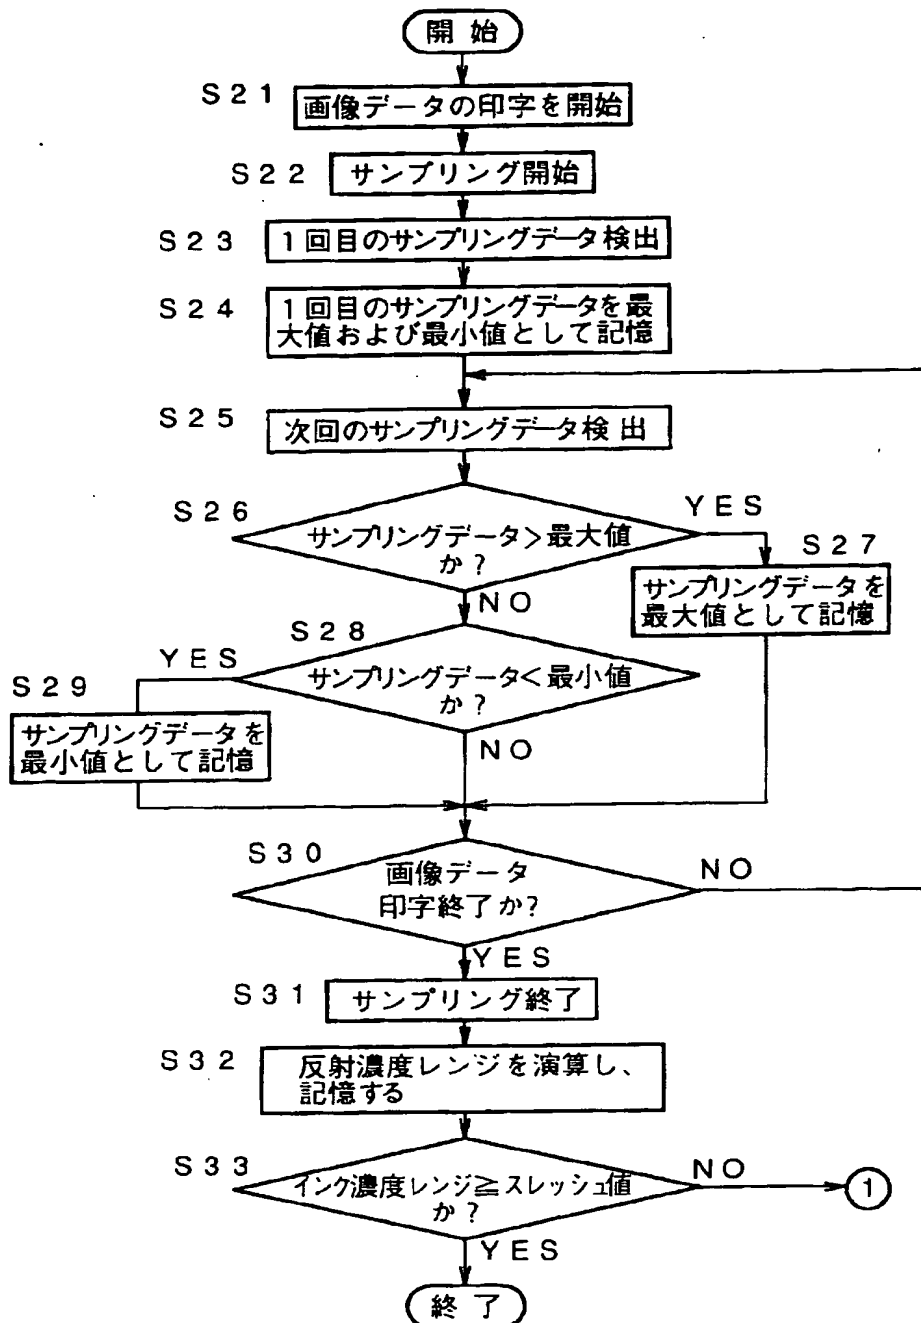 開始
S21
画像データの印字を開始
S22
サンプリング開始
S23
1回目のサンプリングデータ検出
S24
1回目のサンプリングデータを最
大値および最小値として記憶
S25
次回のサンプリングデータ検出
S26
サンプリングデータ>最大値
か?
YES
NO
S27
サンプリングデータを
最大値として記憶
S28
サンプリングデータ<最小値
か?
YES
NO
S29
サンプリングデータを
最小値として記憶
S30
画像データ
印字終了か?
NO
YES
S31
サンプリング終了
S32
反射濃度レンジを演算し、
記憶する
S33
インク濃度レンジ≧スレッシュ値
か?
NO
1
YES
終了